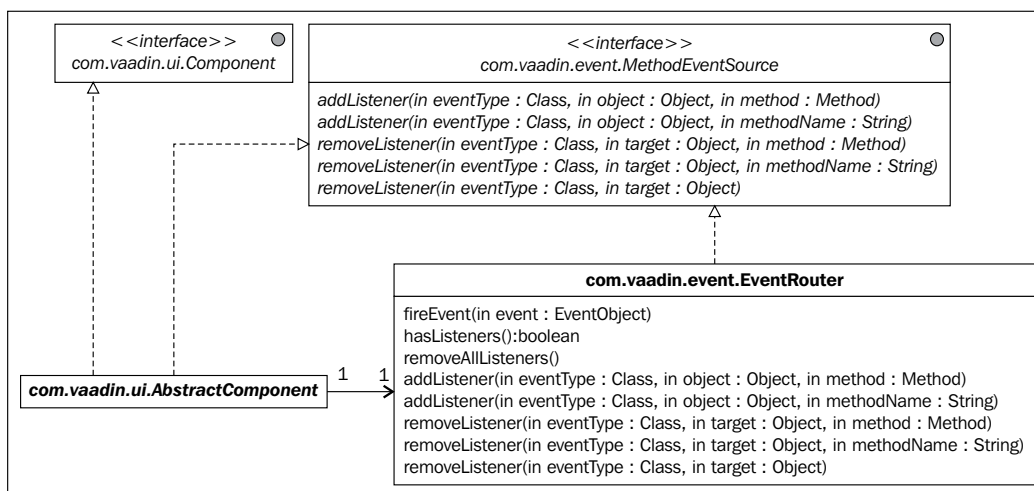 <<interface>>
com.vaadin.ui.Component
<<interface>>
com.vaadin.event.MethodEventSource
addListener(in eventType : Class, in object : Object, in method : Method)
addListener(in eventType : Class, in object : Object, in methodName : String)
removeListener(in eventType : Class, in target : Object, in method : Method)
removeListener(in eventType : Class, in target : Object, in methodName : String)
removeListener(in eventType : Class, in target : Object)
com.vaadin.event.EventRouter
fireEvent(in event : EventObject)
hasListeners():boolean
removeAllListeners()
addListener(in eventType : Class, in object : Object, in method : Method)
addListener(in eventType : Class, in object : Object, in methodName : String)
removeListener(in eventType : Class, in target : Object, in method : Method)
removeListener(in eventType : Class, in target : Object, in methodName : String)
removeListener(in eventType : Class, in target : Object)
com.vaadin.ui.AbstractComponent
1
1